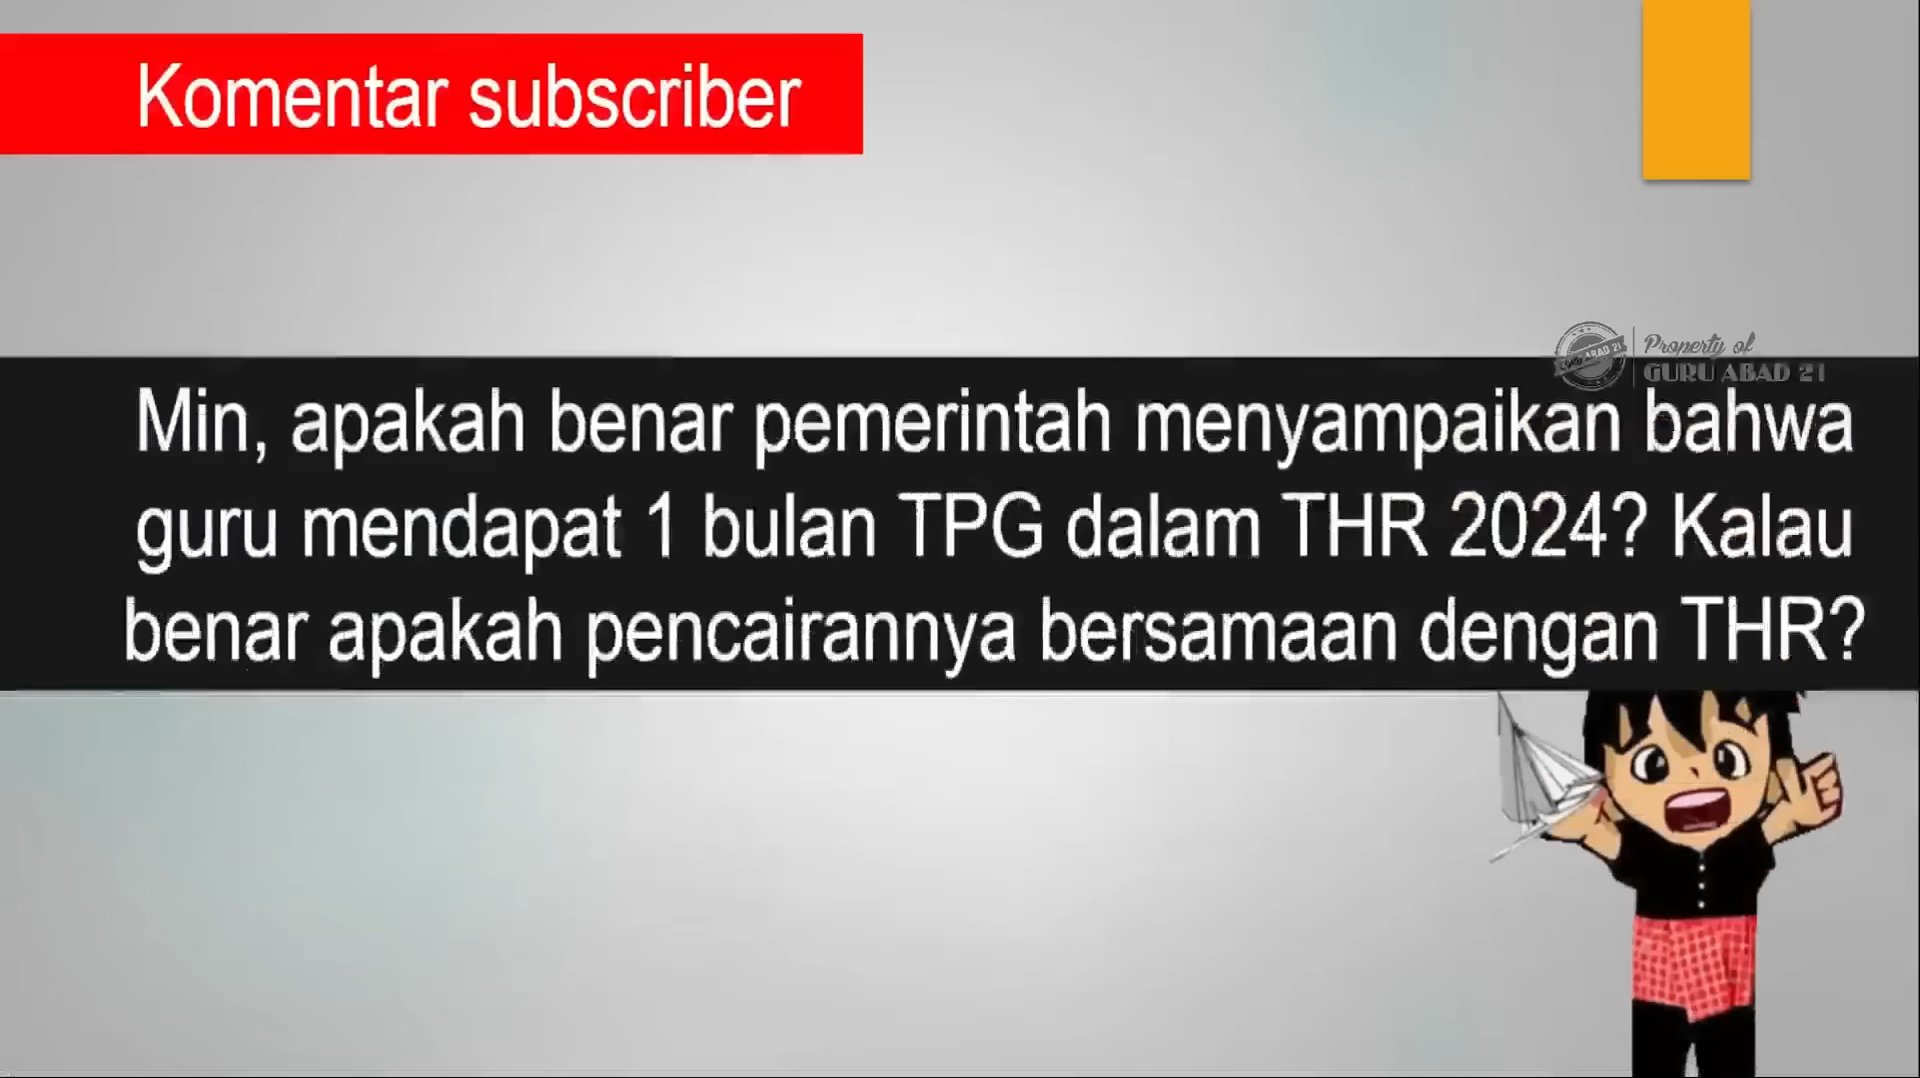 Komentar subscriber
Property of
GURU ABAD 21
Min, apakah benar pemerintah menyampaikan bahwa
guru mendapat 1 bulan TPG dalam THR 2024? Kalau
benar apakah pencairannya bersamaan dengan THR?